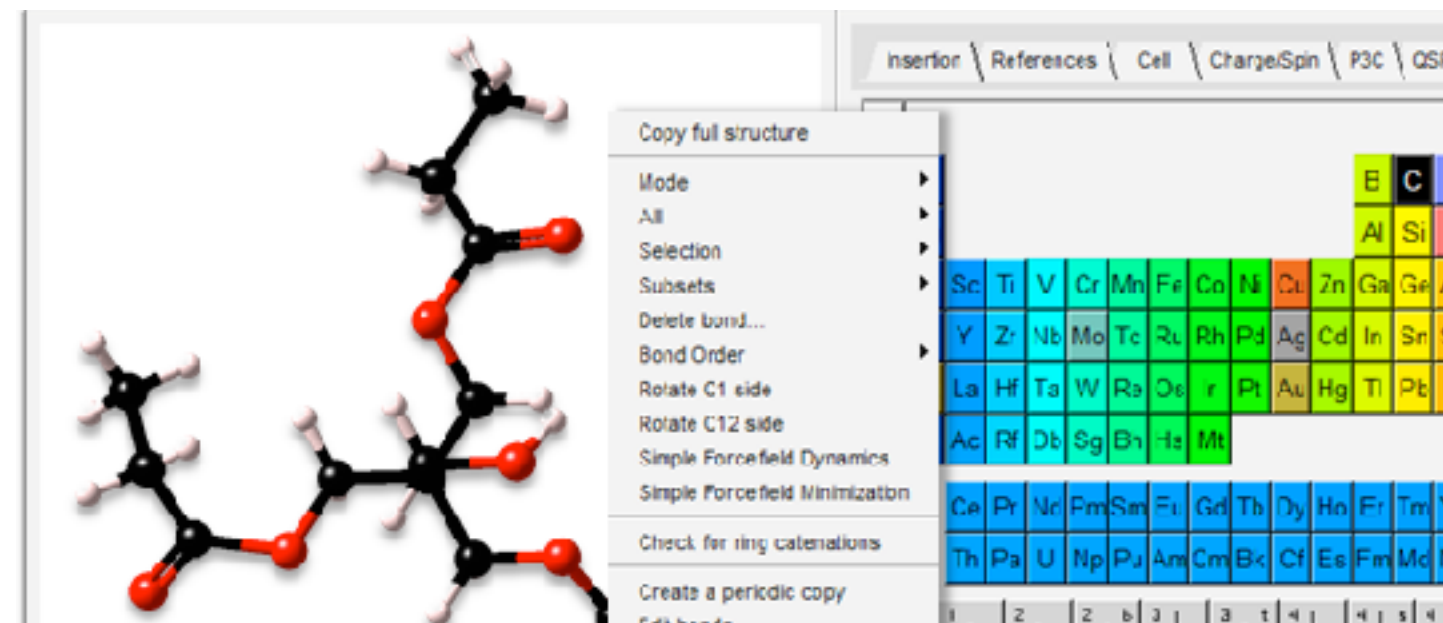 Insertion References Cell Charge/Spin P3C
Copy full structure
Mode
All
Selection
Subsets
Delete bond...
Bond Order
Rotate C1 side
Rotate C12 side
Simple Forcefield Dynamics
Simple Forcefield Minimization
Check for ring catenations
Create a periodic copy
B C
Al Si
Sc Ti V Cr Mn Fe Co Ni Cu Zn Ga Ge
Y Zr Nb Mo Tc Ru Rh Pd Ag Cd In Sn
La Hf Ta W Re Os Ir Pt Au Hg Tl Pb
Ac Rf Db Sg Bh Hs Mt
Ce Pr Nd Pm Sm Eu Gd Tb Dy Ho Er Tm
Th Pa U Np Pu Am Cm Bk Cf Es Fm Md